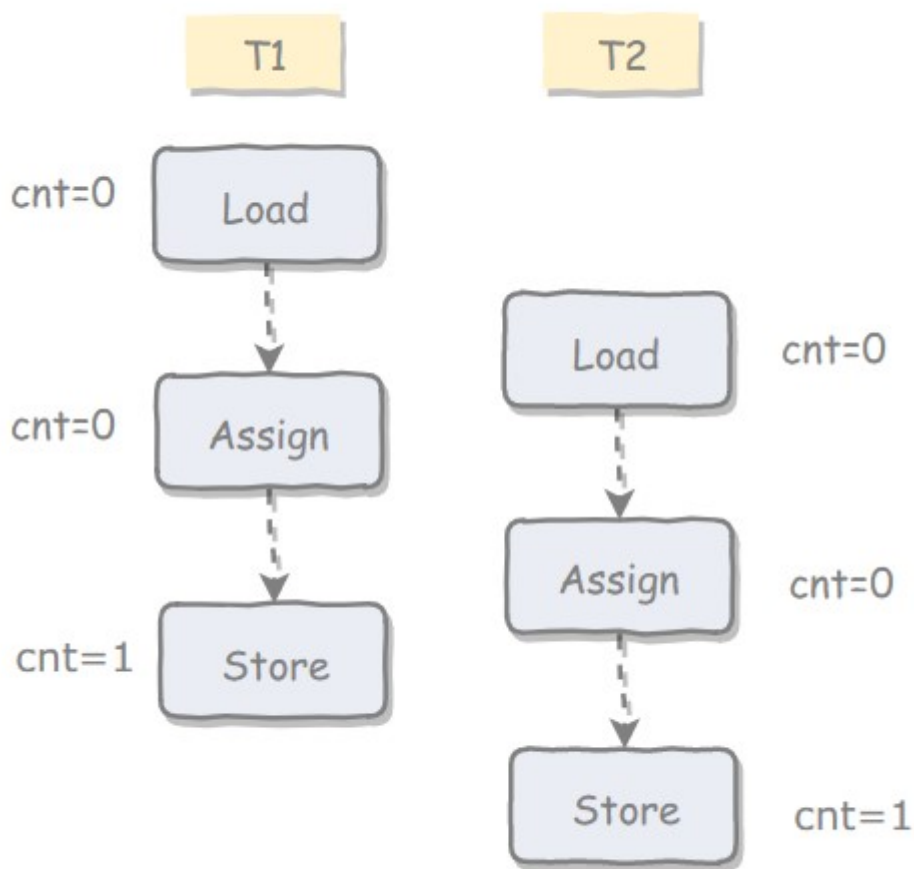 T1
T2
cnt=0
Load
Load
cnt=0
cnt=0
Assign
Assign
cnt=0
cnt=1
Store
Store
cnt=1